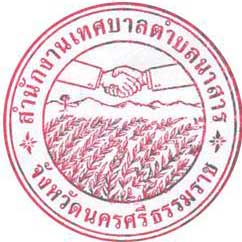 สำนักงานเทศบาลตำบลนาสาร
จังหวัดนครศรีธรรมราช